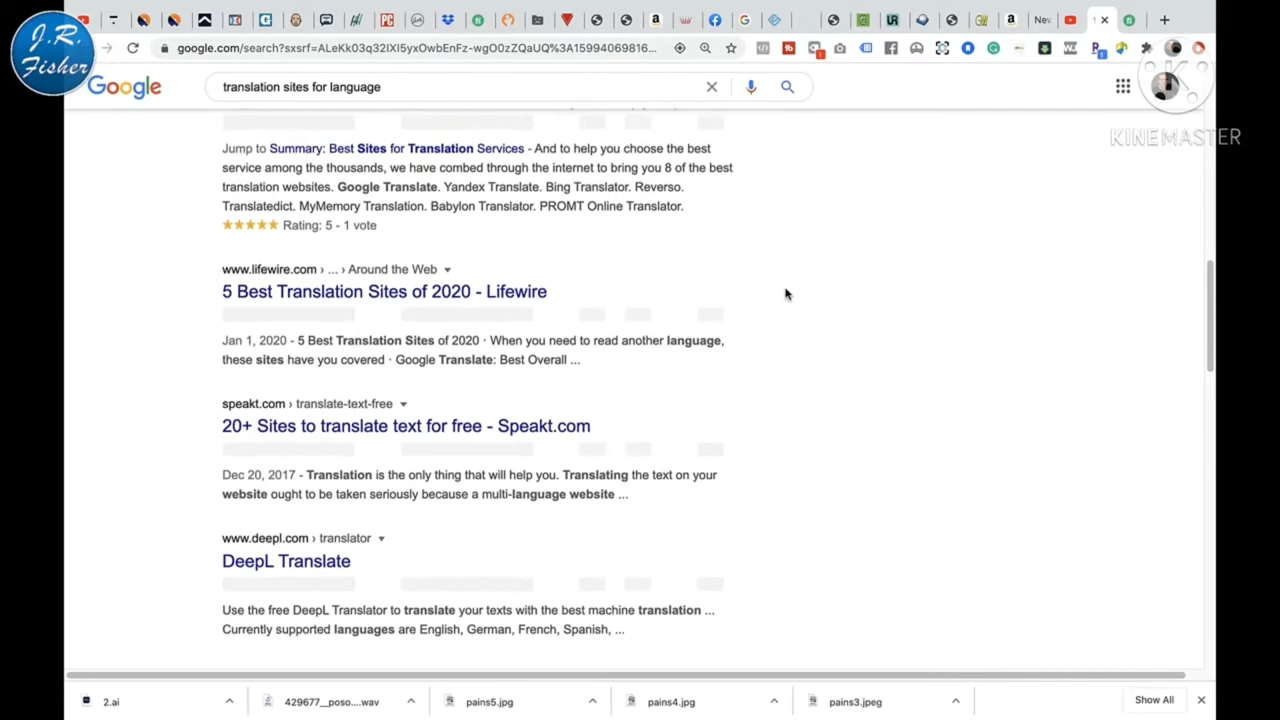 J.R.
Fisher
google.com/search?sxsrf=ALeKk03q32IXI5yxOwbEnFz-wgO0zZQaUQ%3A15994069816...
Google
translation sites for language
KINEMASTER
Jump to Summary: Best Sites for Translation Services - And to help you choose the best
service among the thousands, we have combed through the internet to bring you 8 of the best
translation websites. Google Translate. Yandex Translate. Bing Translator. Reverso.
Translatedict. MyMemory Translation. Babylon Translator. PROMT Online Translator.
Rating: 5 - 1 vote
www.lifewire.com › ... › Around the Web
5 Best Translation Sites of 2020 - Lifewire
Jan 1, 2020 - 5 Best Translation Sites of 2020 · When you need to read another language,
these sites have you covered · Google Translate: Best Overall ...
speakt.com › translate-text-free
20+ Sites to translate text for free - Speakt.com
Dec 20, 2017 - Translation is the only thing that will help you. Translating the text on your
website ought to be taken seriously because a multi-language website ...
www.deepl.com › translator
DeepL Translate
Use the free DeepL Translator to translate your texts with the best machine translation ...
Currently supported languages are English, German, French, Spanish, ...
2.ai
429677__poso....wav
pains5.jpg
pains4.jpg
pains3.jpeg
Show All